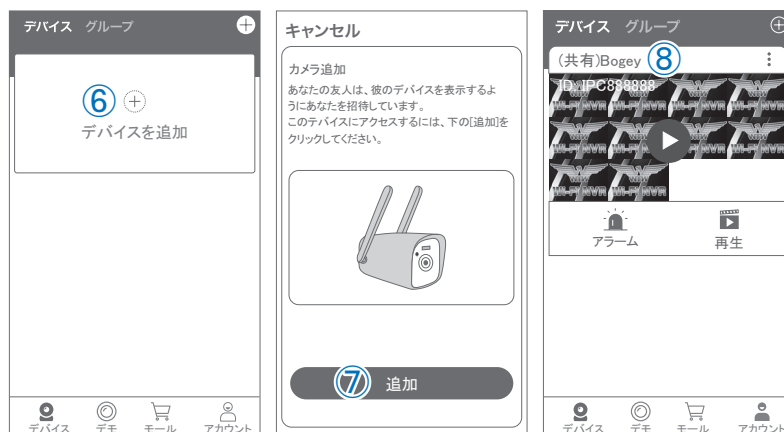 デバイス グループ
⑥
デバイスを追加
デバイス デモ モール アカウント
キャンセル
カメラ追加
あなたの友人は、彼のデバイスを表示するよ
うにあなたを招待しています。
このテバイスにアクセスするには、下の[追加]を
クリックしてください。
⑦ 追加
デバイス グループ
(共有)Bogey ⑧
ID: IPC888888
WI-FI NVR
アラーム 再生
デバイス デモ モール アカウント